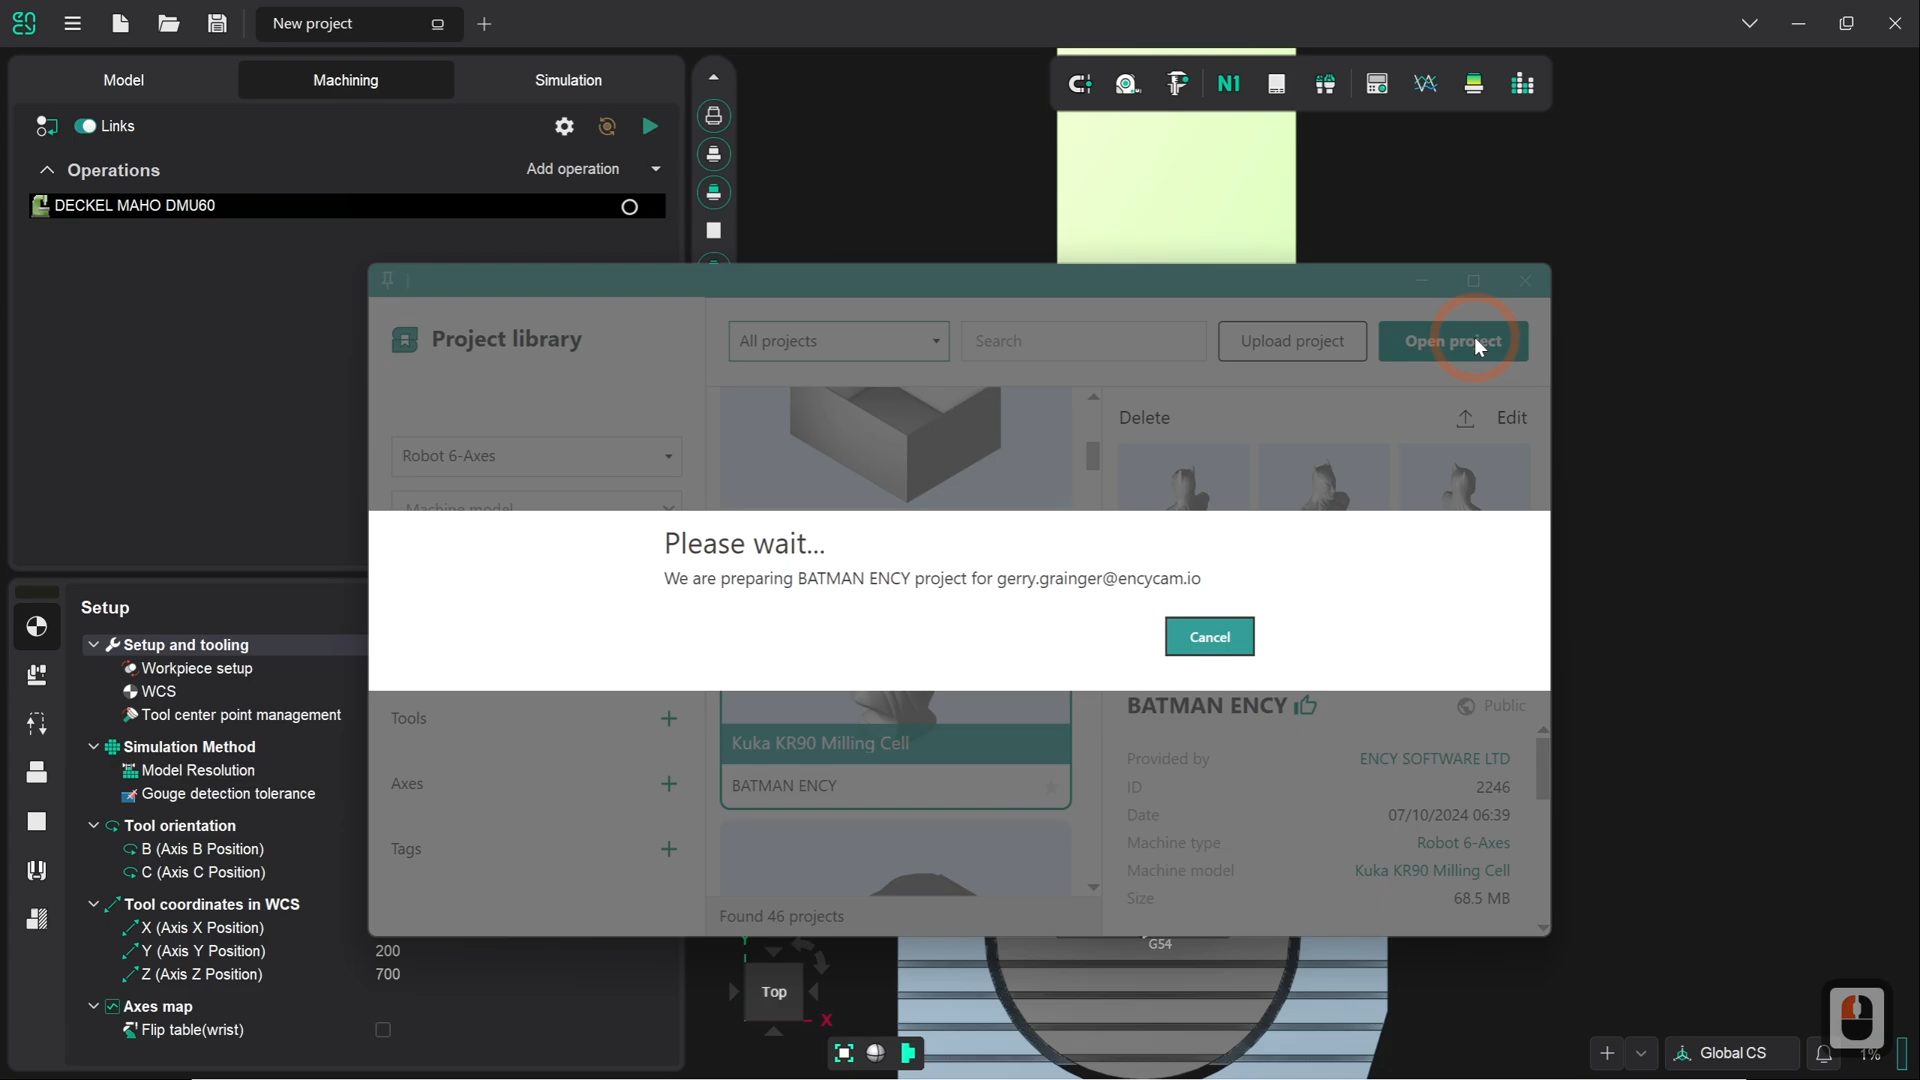 New project
Model
Machining
Simulation
N1
Links
Operations
Add operation
DECKEL MAHO DMU60
Project library
All projects
Search
Upload project
Open project
Delete
Edit
Robot 6-Axes
Machine model
Please wait...
We are preparing BATMAN ENCY project for gerry.grainger@encycam.io
Cancel
Setup
Setup and tooling
Workpiece setup
WCS
Tool center point management
Simulation Method
Model Resolution
Gouge detection tolerance
Tool orientation
B (Axis B Position)
C (Axis C Position)
Tool coordinates in WCS
X (Axis X Position)
Y (Axis Y Position)
200
Z (Axis Z Position)
700
Axes map
Flip table(wrist)
Tools
Axes
Tags
Kuka KR90 Milling Cell
BATMAN ENCY
Found 46 projects
BATMAN ENCY
Public
Provided by
ENCY SOFTWARE LTD
ID
2246
Date
07/10/2024 06:39
Machine type
Robot 6-Axes
Machine model
Kuka KR90 Milling Cell
Size
68.5 MB
G54
Y
Top
X
Global CS
1%